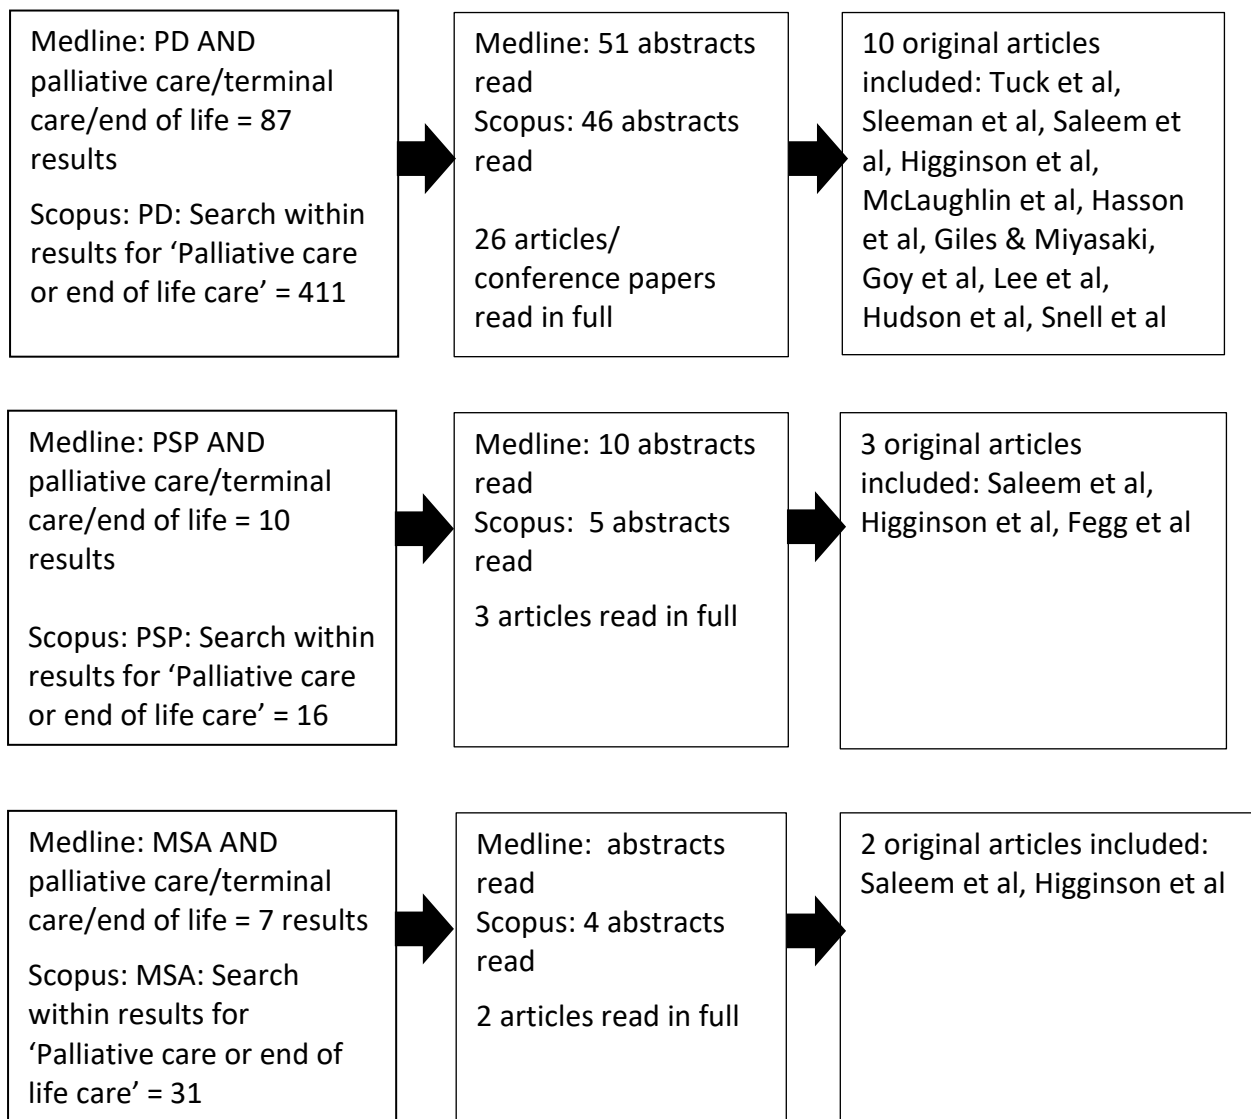 Medline: PD AND
palliative care/terminal
care/end of life = 87
results
Scopus: PD: Search within
results for ‘Palliative care
or end of life care’ = 411
Medline: 51 abstracts
read
Scopus: 46 abstracts
read
26 articles/
conference papers
read in full
10 original articles
included: Tuck et al,
Sleeman et al, Saleem et
al, Higginson et al,
McLaughlin et al, Hasson
et al, Giles & Miyasaki,
Goy et al, Lee et al,
Hudson et al, Snell et al
Medline: PSP AND
palliative care/terminal
care/end of life = 10
results
Scopus: PSP: Search within
results for ‘Palliative care
or end of life care’ = 16
Medline: 10 abstracts
read
Scopus:  5 abstracts
read
3 articles read in full
3 original articles
included: Saleem et al,
Higginson et al, Fegg et al
Medline: MSA AND
palliative care/terminal
care/end of life = 7 results
Scopus: MSA: Search
within results for
‘Palliative care or end of
life care’ = 31
Medline:  abstracts
read
Scopus: 4 abstracts
read
2 articles read in full
2 original articles included:
Saleem et al, Higginson et al